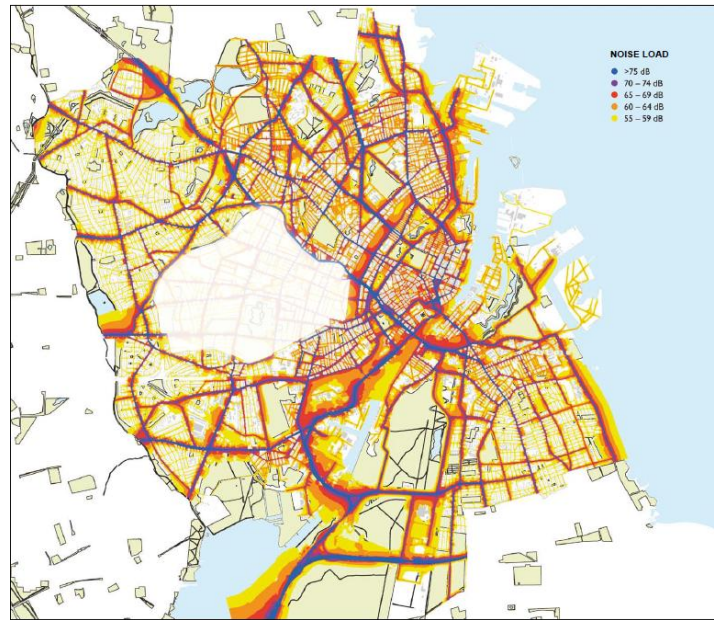 NOISE LOAD
>75 dB
70 – 74 dB
65 – 69 dB
60 – 64 dB
55 – 59 dB